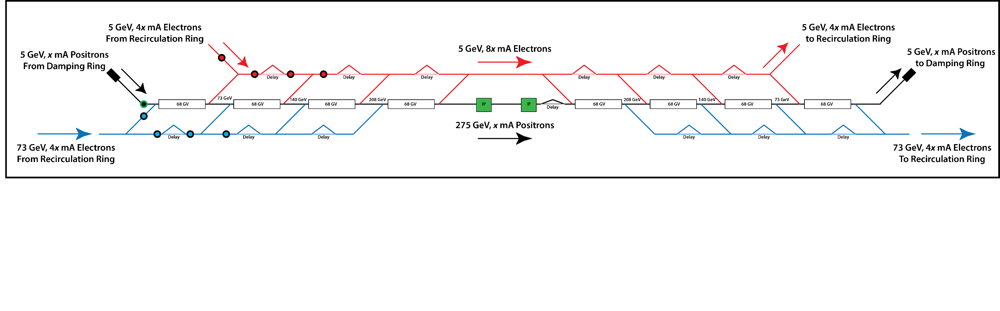 5 GeV, 4x mA Electrons
From Recirculation Ring
5 GeV, 4x mA Electrons
to Recirculation Ring
5 GeV, x mA Positrons
From Damping Ring
5 GeV, 8x mA Electrons
5 GeV, x mA Positrons
to Damping Ring
Delay
Delay
Delay
Delay
Delay
Delay
68 GV
73 GeV
68 GV
140 GeV
68 GV
208 GeV
68 GV
IP
IP
Delay
68 GV
208 GeV
68 GV
140 GeV
68 GV
73 GeV
68 GV
275 GeV, x mA Positrons
Delay
Delay
Delay
Delay
Delay
Delay
73 GeV, 4x mA Electrons
From Recirculation Ring
73 GeV, 4x mA Electrons
To Recirculation Ring